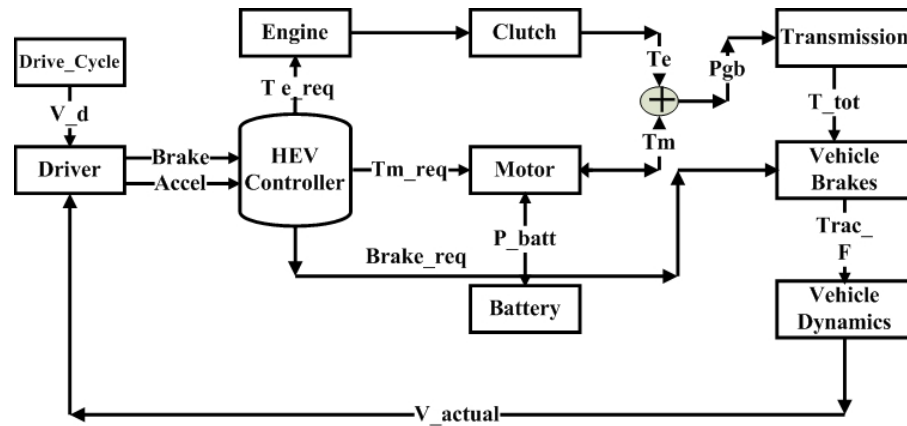 Engine
Clutch
Transmission
Drive_Cycle
Te
Pgb
T e_req
T_tot
V_d
Tm
Driver
Brake
Accel
HEV
Controller
Tm_req
Motor
Vehicle
Brakes
P_batt
Trac_
F
Brake_req
Battery
Vehicle
Dynamics
V_actual